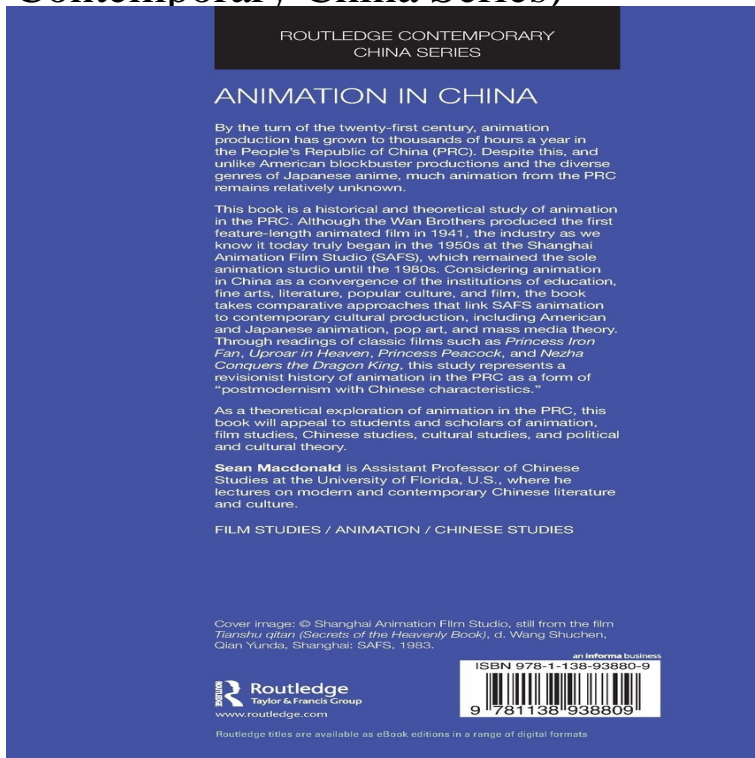 Contemporary China Series)
ROUTLEDGE CONTEMPORARY
CHINA SERIES
ANIMATION IN CHINA
By the turn of the twenty-first century, animation
production has grown to thousands of hours a year in
the People's Republic of China (PRC). Despite this, and
unlike American blockbuster productions and the diverse
genres of Japanese anime, much animation from the PRC
remains relatively unknown.
This book is a historical and theoretical study of animation
in the PRC. Although the Wan Brothers produced the first
feature-length animated film in 1941, the industry as we
know it today truly began in the 1950s at the Shanghai
Animation Film Studio (SAFS), which remained the sole
animation studio until the 1980s. Considering animation
in China as a convergence of the institutions of education,
fine arts, literature, popular culture, and film, the book
takes comparative approaches that link SAFS animation
to contemporary cultural production, including American
and Japanese animation, pop art, and mass media theory.
Through readings of classic films such as Princess Iron
Fan, Uproar in Heaven, Princess Peacock, and Nezha
Conquers the Dragon King, this study represents a
revisionist history of animation in the PRC as a form of
“postmodernism with Chinese characteristics.”
As a theoretical exploration of animation in the PRC, this
book will appeal to students and scholars of animation,
film studies, Chinese studies, cultural studies, and political
and cultural theory.
Sean Macdonald is Assistant Professor of Chinese
Studies at the University of Florida, U.S., where he
lectures on modern and contemporary Chinese literature
and culture.
FILM STUDIES / ANIMATION / CHINESE STUDIES
Cover image: © Shanghai Animation FIlm Studio, still from the film
Tianshu qitan (Secrets of the Heavenly Book), d. Wang Shuchen,
Qian Yunda, Shanghai: SAFS, 1983.
an informa business
ISBN 978-1-138-93880-9
9 781138 938809
ROUTLEDGE
Routledge
Taylor & Francis Group
www.routledge.com
Routledge titles are available as eBook editions in a range of digital formats